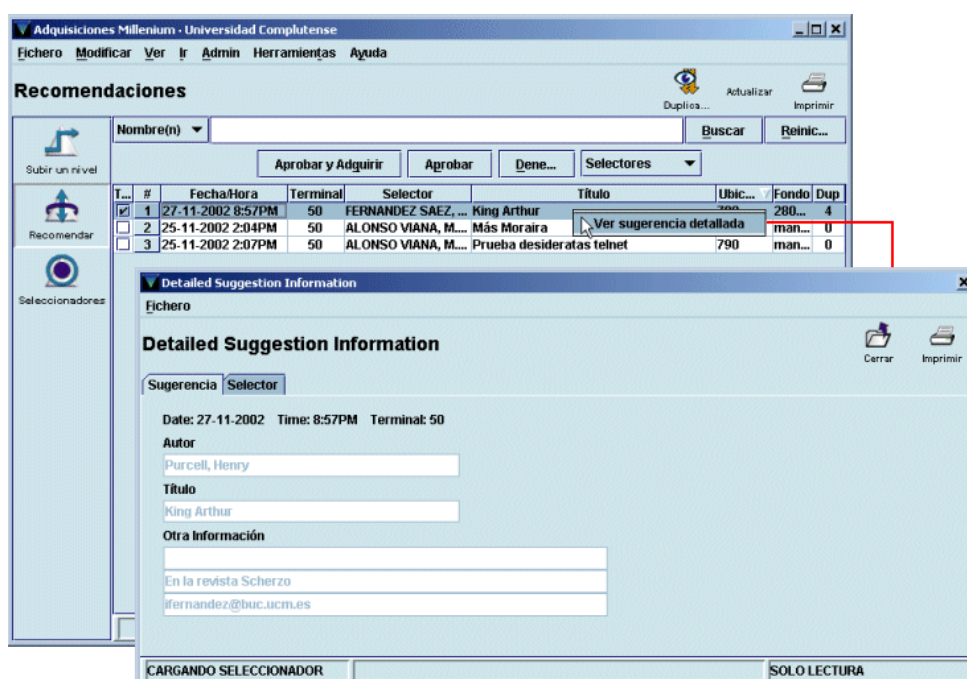 Adquisiciones Millenium · Universidad Complutense
Fichero Modificar Ver Ir Admin Herramientas Ayuda
Recomendaciones
Duplica... Actualizar Imprimir
Subir un nivel
Recomendar
Seleccionadores
Nombre(n) Buscar Reinic...
Aprobar y Adquirir Aprobar Dene... Selectores
T... # Fecha/Hora Terminal Selector Título Ubic... Fondo Dup
1 27-11-2002 8:57PM 50 FERNANDEZ SAEZ, ... King Arthur 280... 4
Ver sugerencia detallada
2 25-11-2002 2:04PM 50 ALONSO VIANA, M.... Más Moraira man... 0
3 25-11-2002 2:07PM 50 ALONSO VIANA, M.... Prueba desideratas telnet 790 man... 0
Detailed Suggestion Information
Fichero
Detailed Suggestion Information
Cerrar Imprimir
Sugerencia Selector
Date: 27-11-2002 Time: 8:57PM Terminal: 50
Autor
Purcell, Henry
Título
King Arthur
Otra Información
En la revista Scherzo
ifernandez@buc.ucm.es
CARGANDO SELECCIONADOR SOLO LECTURA